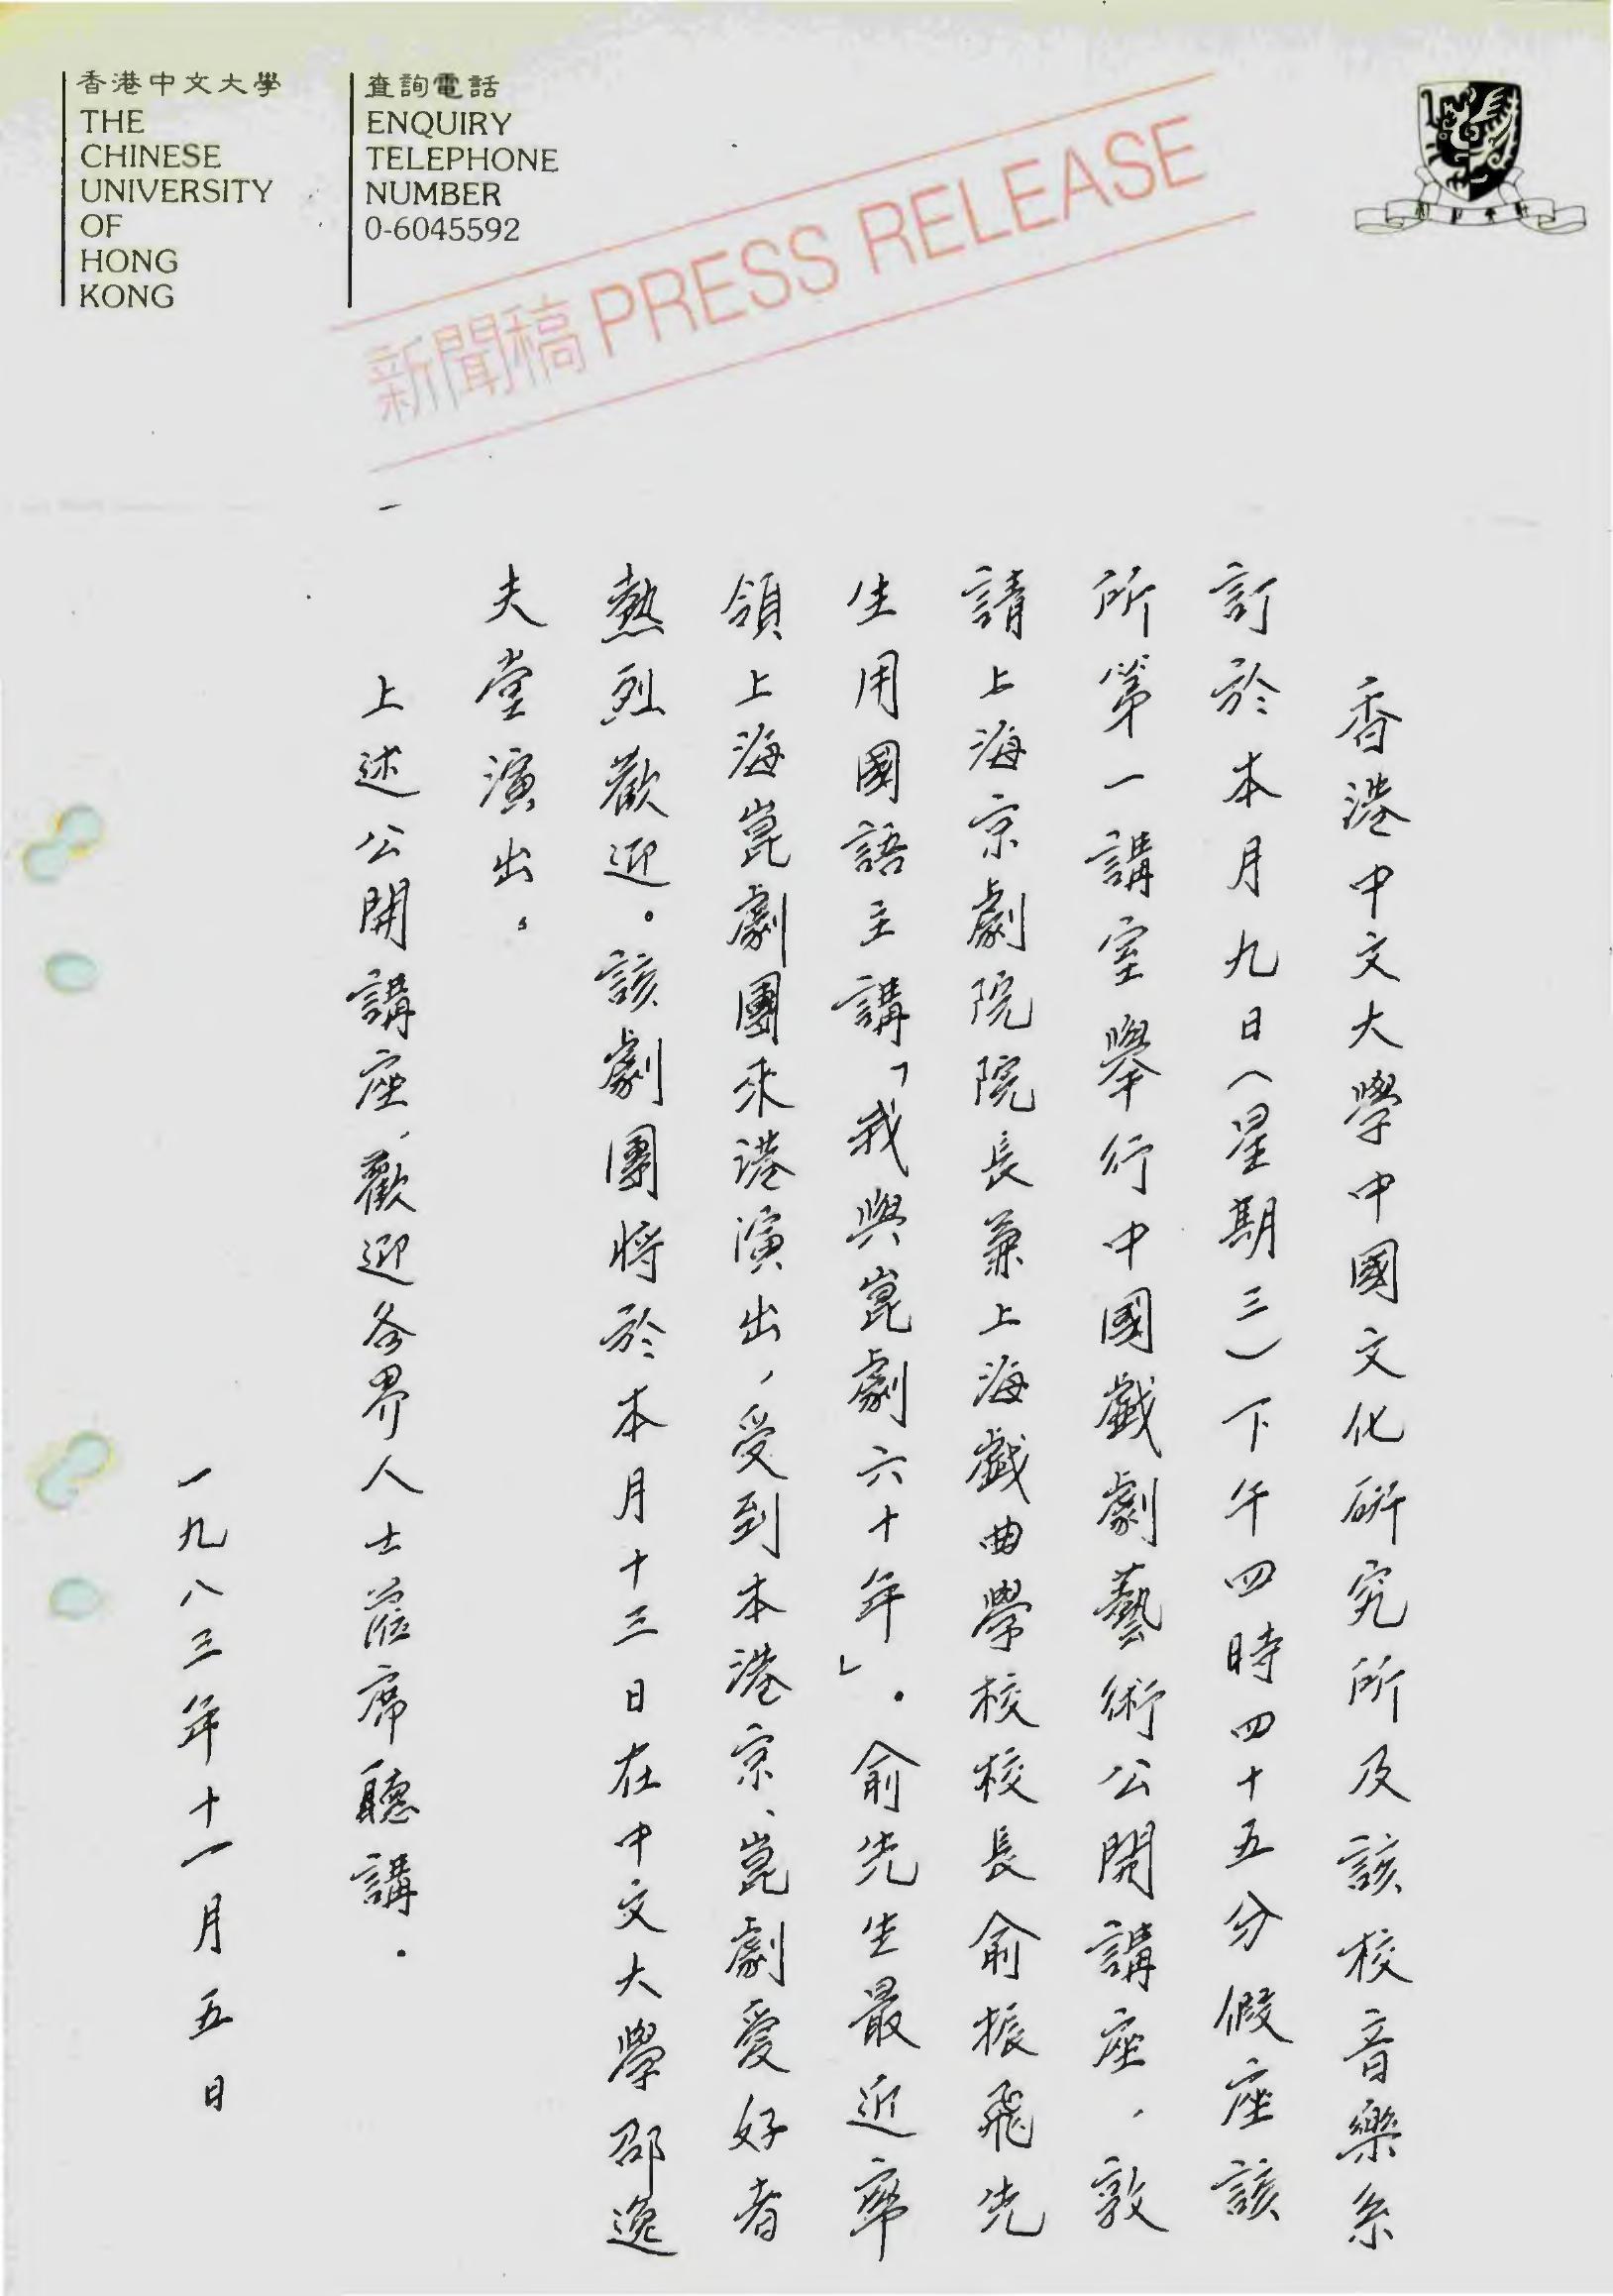 香港中文大學
THE
CHINESE
UNIVERSITY
OF
HONG
KONG
查詢電話
ENQUIRY
TELEPHONE
NUMBER
0-6045592
新聞稿 PRESS RELEASE
香港中文大學中國文化研究所及該校音樂系
訂於本月九日(星期三)下午四時四十五分假座該
所第一講室舉行中國戲劇藝術公開講座,敦
請上海京劇院院長兼上海戲曲學校校長俞振飛先
生用國語主講「我與崑劇六十年」。俞先生最近率
領上海崑劇團來港演出,受到本港京、崑劇愛好者
熱烈歡迎。該劇團將於本月十三日在中文大學邵逸
夫堂演出。
上述公開講座,歡迎各界人士蒞席聽講。
一九八三年十一月五日